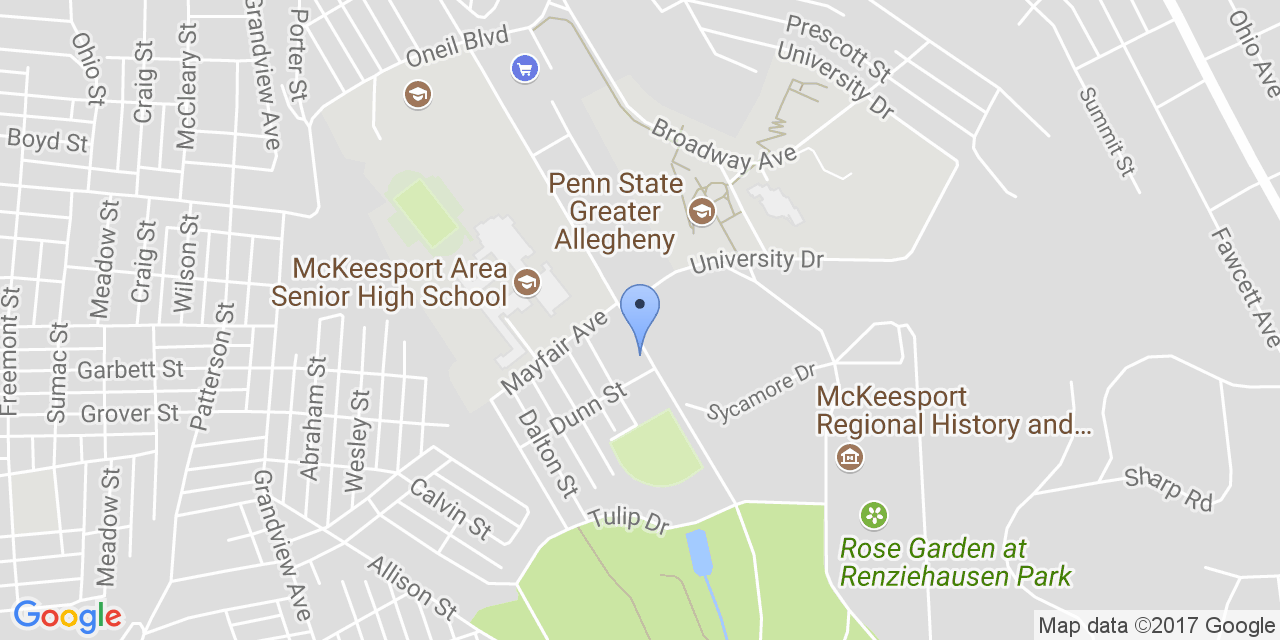 Ohio St
Craig St
McCleary St
Grandview Ave
Porter St
Oneil Blvd
Prescott St
University Dr
Ohio Ave
Summit St
Boyd St
Broadway Ave
Penn State
Greater
Allegheny
Meadow St
Craig St
Wilson St
McKeesport Area
Senior High School
University Dr
Fawcett Ave
Freemont St
Sumac St
Garbett St
Grover St
Patterson St
Abraham St
Wesley St
Mayfair Ave
Dunn St
Dalton St
Sycamore Dr
McKeesport
Regional History and...
Meadow St
Grandview Ave
Calvin St
Tulip Dr
Sharp Rd
Rose Garden at
Renziehausen Park
Allison St
Google
Map data ©2017 Google